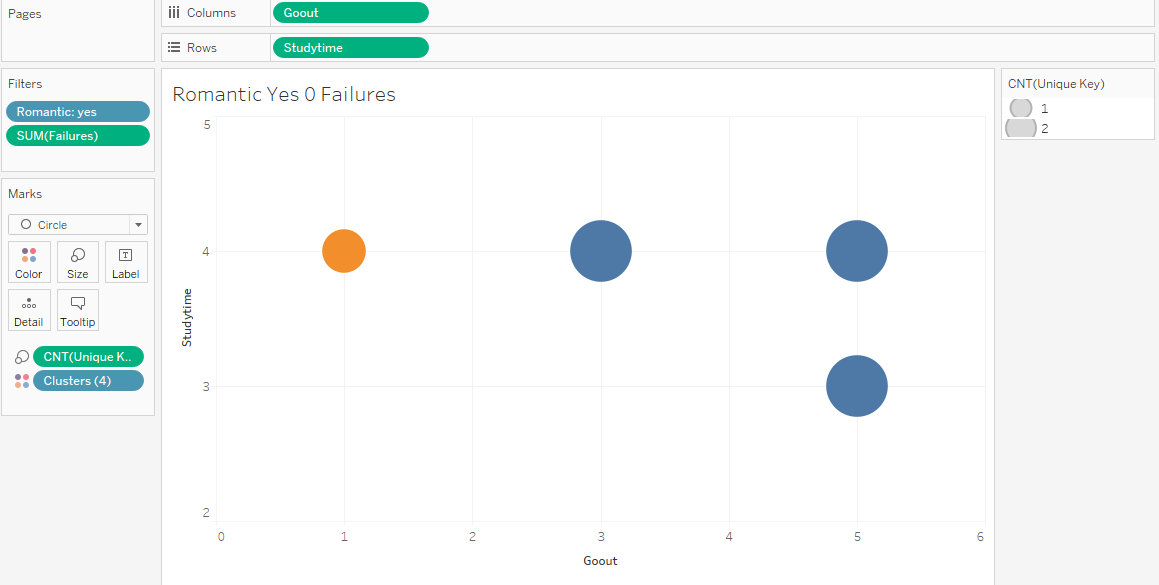 Pages
Columns
Goout
Rows
Studytime
Filters
Romantic: yes
SUM(Failures)
Marks
Circle
Color
Size
Label
T
Detail
Tooltip
CNT(Unique K..
Clusters (4)
Romantic Yes 0 Failures
5
4
3
2
Studytime
0
1
2
3
4
5
6
Goout
CNT(Unique Key)
1
2